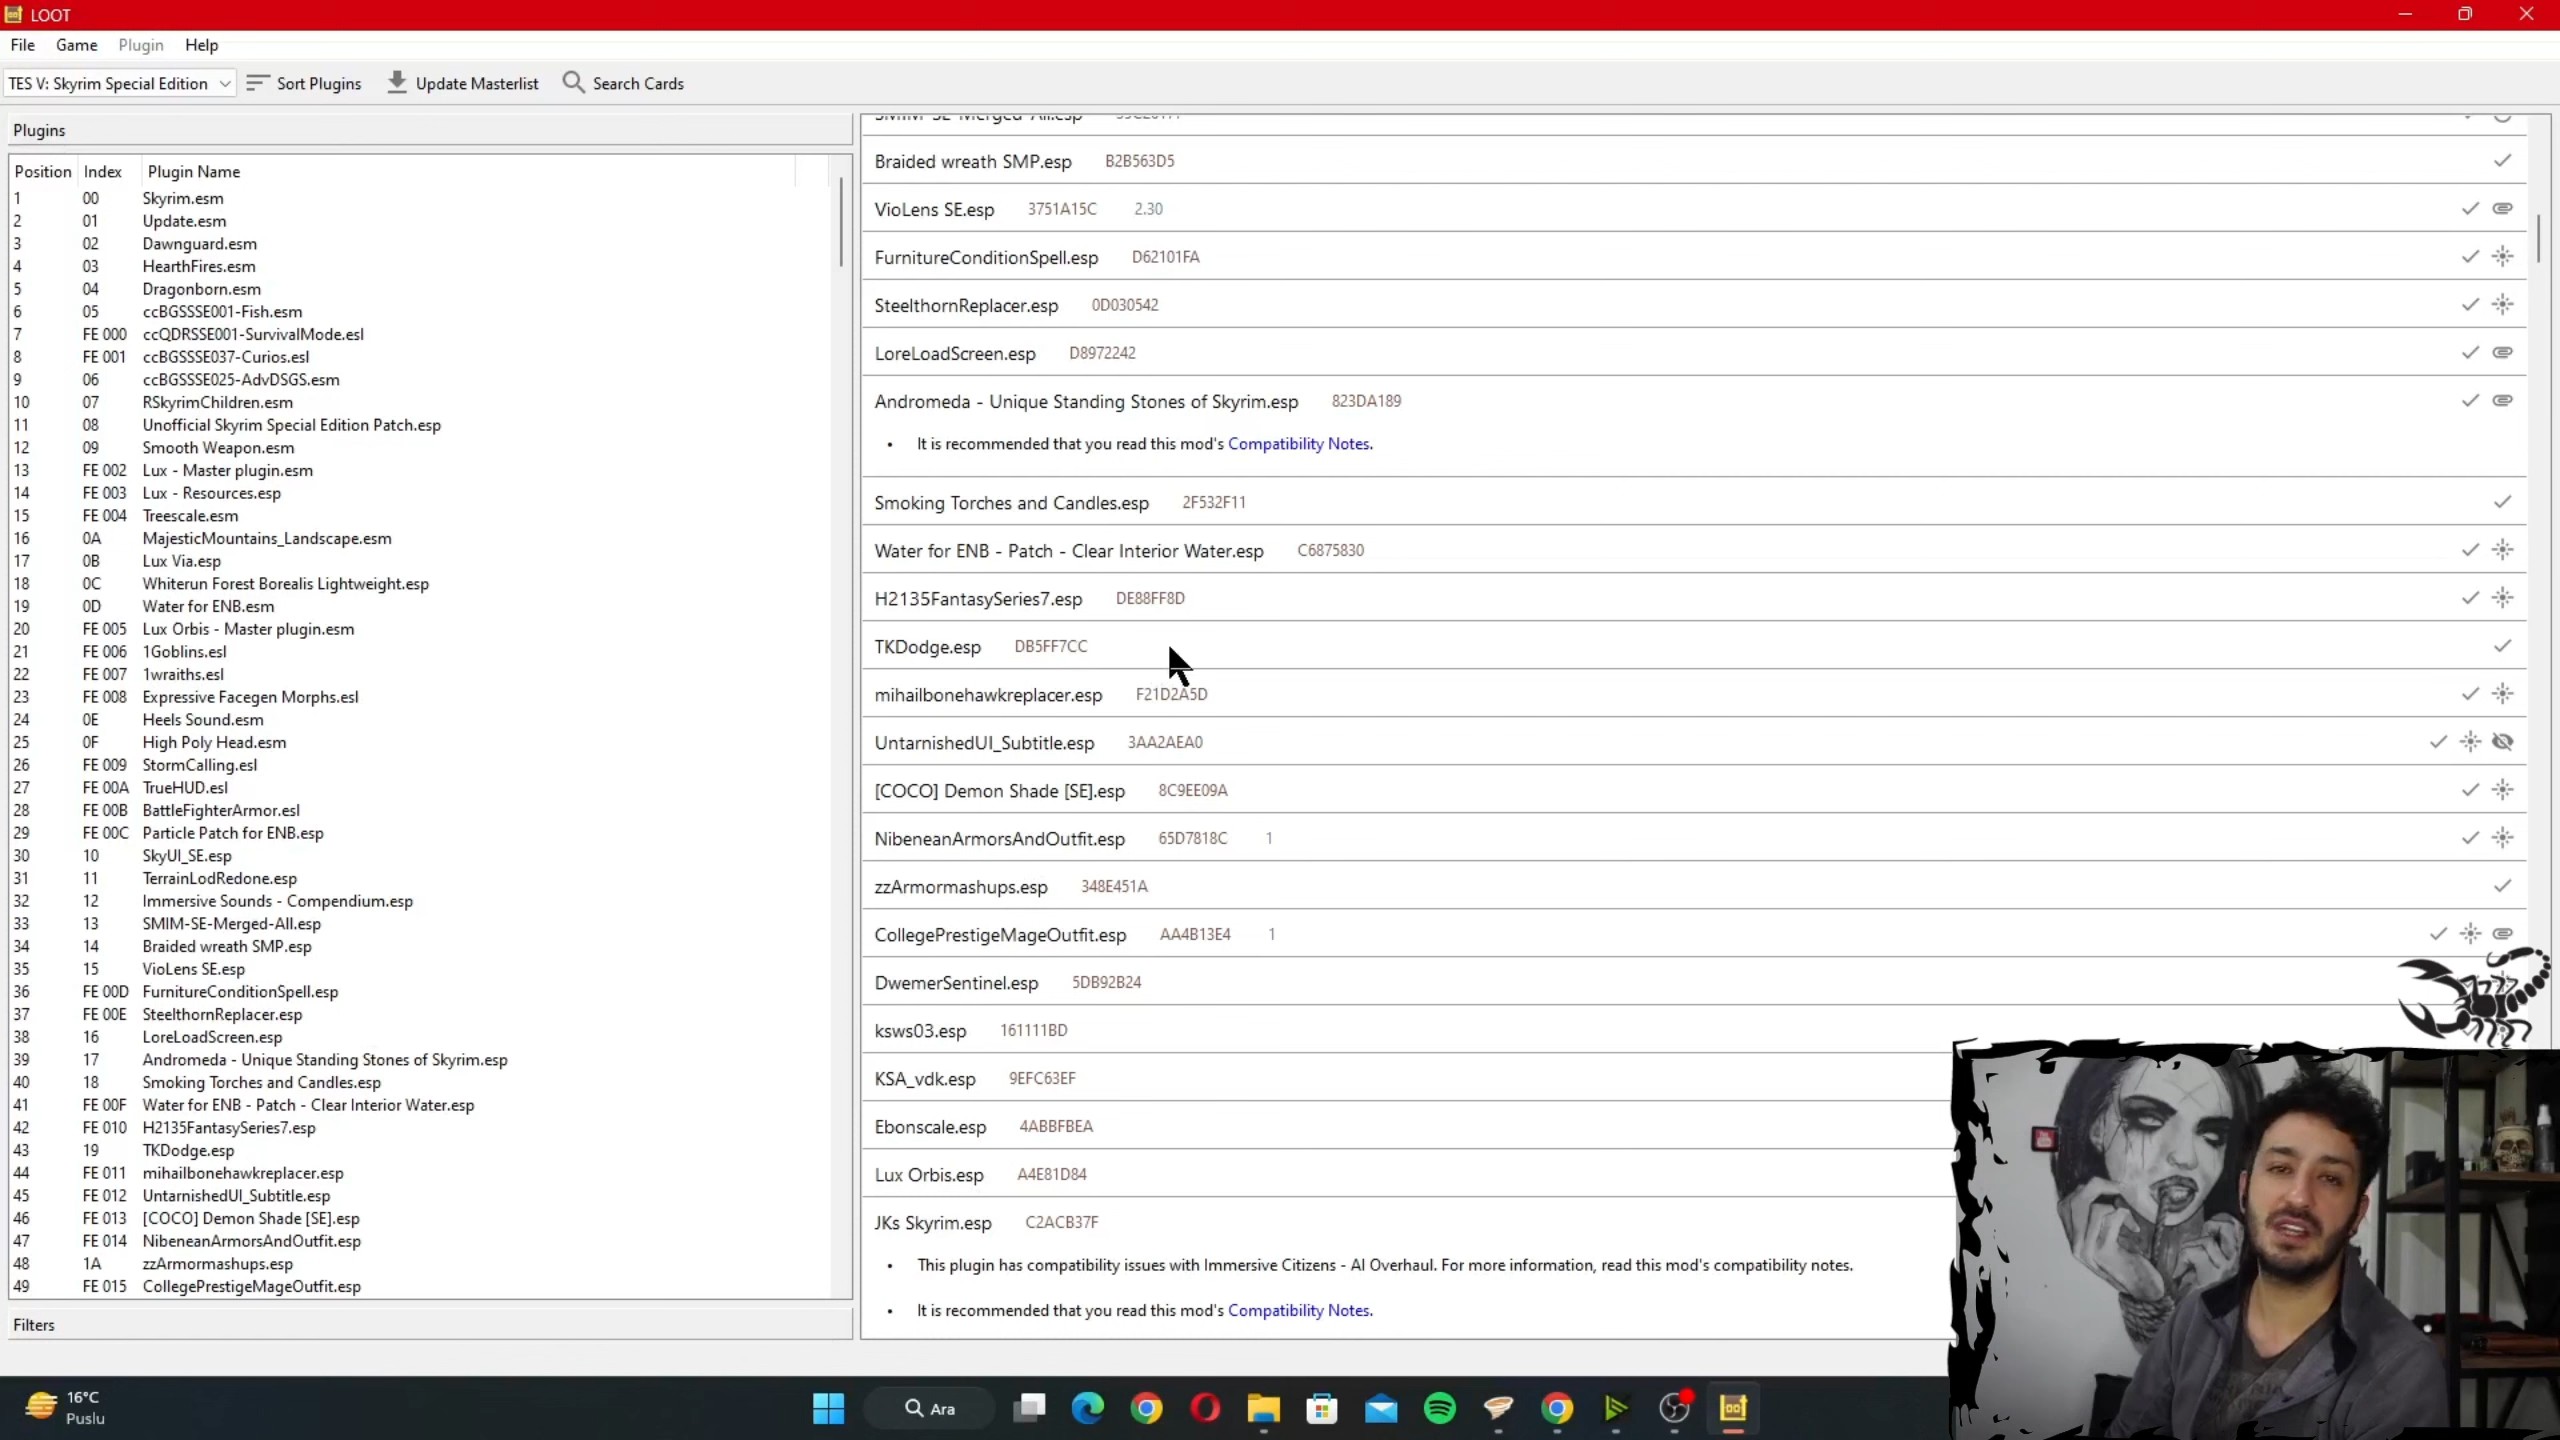 LOOT
File Game Plugin Help
TES V: Skyrim Special Edition Sort Plugins Update Masterlist Search Cards
Plugins
Position Index Plugin Name
1 00 Skyrim.esm
2 01 Update.esm
3 02 Dawnguard.esm
4 03 HearthFires.esm
5 04 Dragonborn.esm
6 05 ccBGSSSE001-Fish.esm
7 FE 000 ccQDRSSE001-SurvivalMode.esl
8 FE 001 ccBGSSSE037-Curios.esl
9 06 ccBGSSSE025-AdvDSGS.esm
10 07 RSkyrimChildren.esm
11 08 Unofficial Skyrim Special Edition Patch.esp
12 09 Smooth Weapon.esm
13 FE 002 Lux - Master plugin.esm
14 FE 003 Lux - Resources.esp
15 FE 004 Treescale.esm
16 0A MajesticMountains_Landscape.esm
17 0B Lux Via.esp
18 0C Whiterun Forest Borealis Lightweight.esp
19 0D Water for ENB.esm
20 FE 005 Lux Orbis - Master plugin.esm
21 FE 006 1Goblins.esl
22 FE 007 1wraiths.esl
23 FE 008 Expressive Facegen Morphs.esl
24 0E Heels Sound.esm
25 0F High Poly Head.esm
26 FE 009 StormCalling.esl
27 FE 00A TrueHUD.esl
28 FE 00B BattleFighterArmor.esl
29 FE 00C Particle Patch for ENB.esp
30 10 SkyUI_SE.esp
31 11 TerrainLodRedone.esp
32 12 Immersive Sounds - Compendium.esp
33 13 SMIM-SE-Merged-All.esp
34 14 Braided wreath SMP.esp
35 15 VioLens SE.esp
36 FE 00D FurnitureConditionSpell.esp
37 FE 00E SteelthornReplacer.esp
38 16 LoreLoadScreen.esp
39 17 Andromeda - Unique Standing Stones of Skyrim.esp
40 18 Smoking Torches and Candles.esp
41 FE 00F Water for ENB - Patch - Clear Interior Water.esp
42 FE 010 H2135FantasySeries7.esp
43 19 TKDodge.esp
44 FE 011 mihailbonehawkreplacer.esp
45 FE 012 UntarnishedUI_Subtitle.esp
46 FE 013 [COCO] Demon Shade [SE].esp
47 FE 014 NibeneanArmorsAndOutfit.esp
48 1A zzArmormashups.esp
49 FE 015 CollegePrestigeMageOutfit.esp
Filters
SMIM-SE-Merged-All.esp
Braided wreath SMP.esp B2B563D5
VioLens SE.esp 3751A15C 2.30
FurnitureConditionSpell.esp D62101FA
SteelthornReplacer.esp 0D030542
LoreLoadScreen.esp D8972242
Andromeda - Unique Standing Stones of Skyrim.esp 823DA189
• It is recommended that you read this mod's Compatibility Notes.
Smoking Torches and Candles.esp 2F532F11
Water for ENB - Patch - Clear Interior Water.esp C6875830
H2135FantasySeries7.esp DE88FF8D
TKDodge.esp DB5FF7CC
mihailbonehawkreplacer.esp F21D2A5D
UntarnishedUI_Subtitle.esp 3AA2AEA0
[COCO] Demon Shade [SE].esp 8C9EE09A
NibeneanArmorsAndOutfit.esp 65D7818C 1
zzArmormashups.esp 348E451A
CollegePrestigeMageOutfit.esp AA4B13E4 1
DwemerSentinel.esp 5DB92B24
ksws03.esp 161111BD
KSA_vdk.esp 9EFC63EF
Ebonscale.esp 4ABBFBEA
Lux Orbis.esp A4E81D84
JKs Skyrim.esp C2ACB37F
• This plugin has compatibility issues with Immersive Citizens - AI Overhaul. For more information, read this mod's compatibility notes.
• It is recommended that you read this mod's Compatibility Notes.
16°C
Puslu
Ara